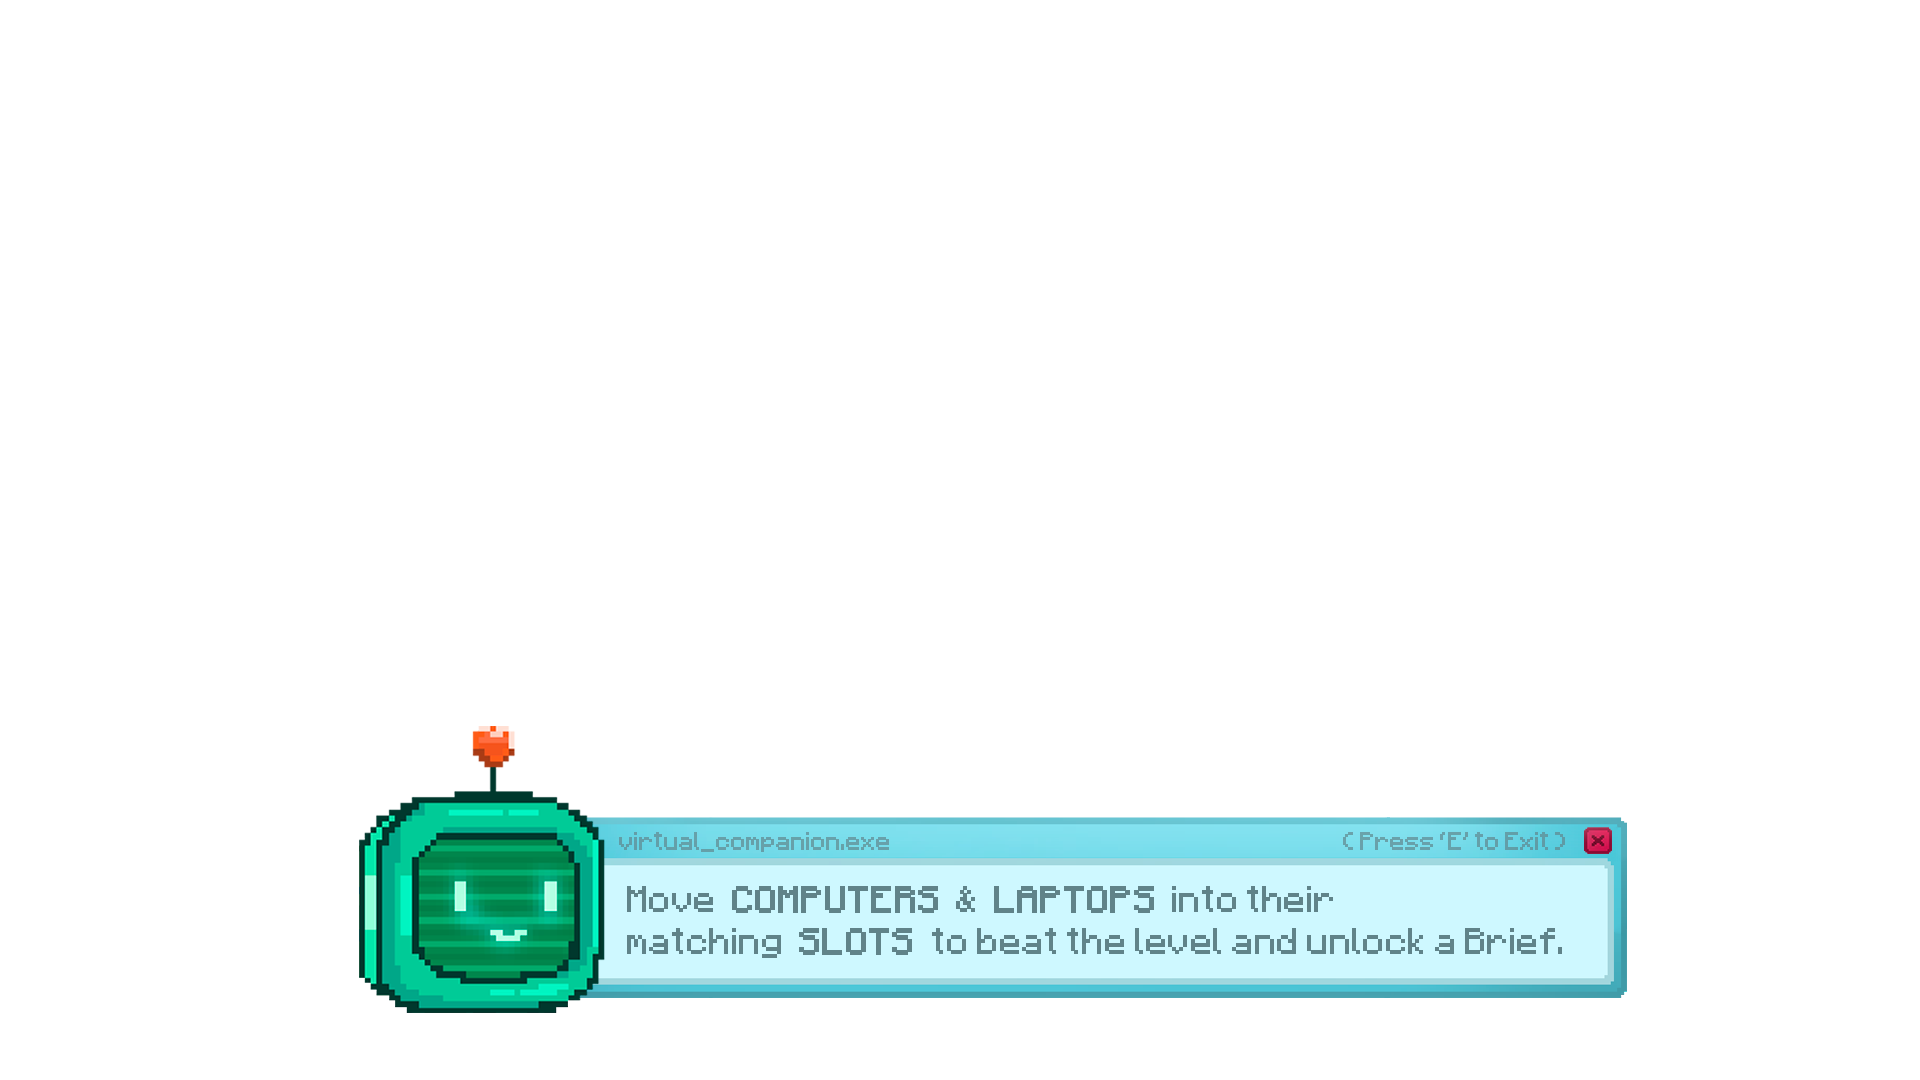 virtual_companion.exe
( Press 'E' to Exit )
Move COMPUTERS & LAPTOPS into their
matching SLOTS to beat the level and unlock a Brief.